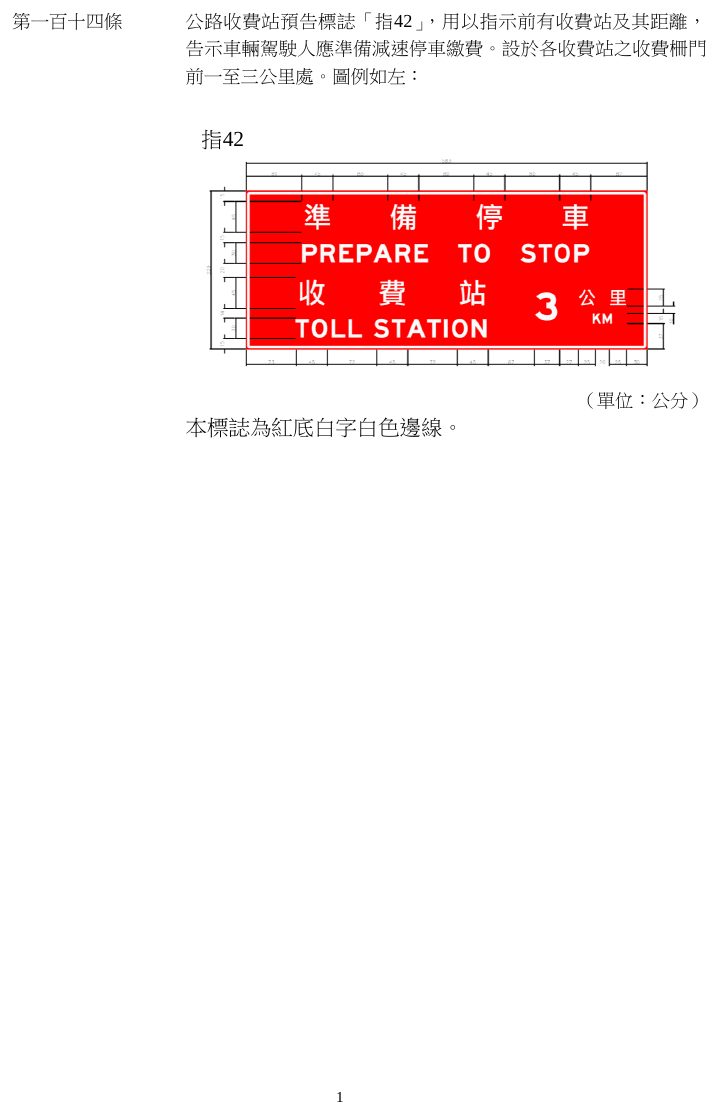 第一百十四條
公路收費站預告標誌「指42」，用以指示前有收費站及其距離，
告示車輛駕駛人應準備減速停車繳費。設於各收費站之收費柵門
前一至三公里處。圖例如左：
指42
準 備 停 車
PREPARE TO STOP
收 費 站
3 公 里
KM
TOLL STATION
（單位：公分）
本標誌為紅底白字白色邊線。
1